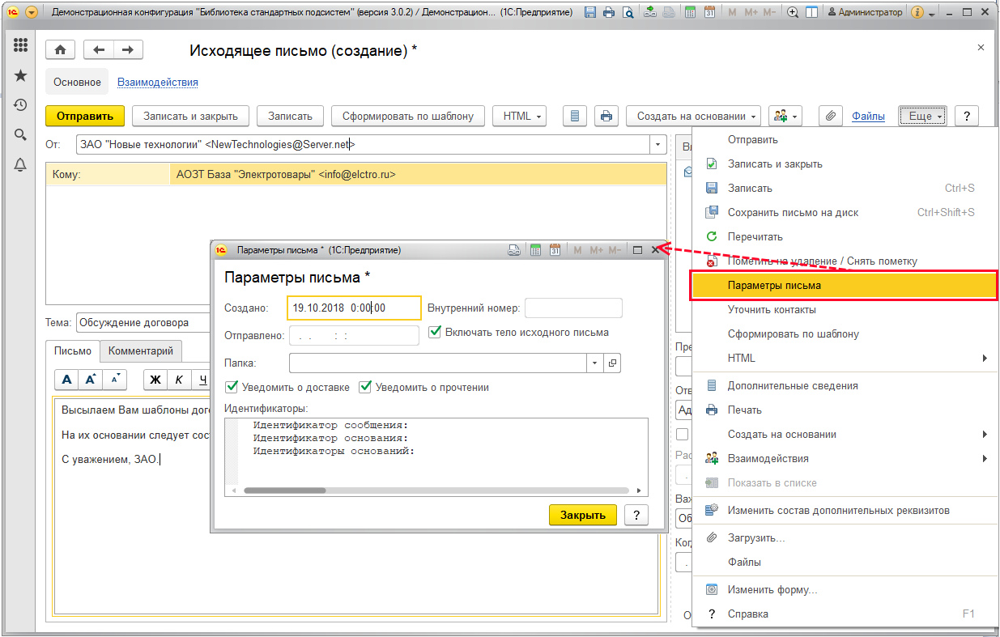 Демонстрационная конфигурация "Библиотека стандартных подсистем" (версия 3.0.2) / Демонстрацион... (1С:Предприятие) M M+ M- Администратор
Исходящее письмо (создание) *
Основное Взаимодействия
Отправить Записать и закрыть Записать Сформировать по шаблону HTML Создать на основании Файлы Еще ?
От: ЗАО "Новые технологии" <NewTechnologies@Server.net>
Кому: АОЗТ База "Электротовары" <info@elctro.ru>
Тема: Обсуждение договора
Письмо Комментарий
А А А Ж К Ч
Высылаем Вам шаблоны дог
На их основании следует сос
С уважением, ЗАО.
Параметры письма * (1С:Предприятие) M M+ M-
Параметры письма *
Создано: 19.10.2018 0:00:00 Внутренний номер:
Отправлено: . . : : Включать тело исходного письма
Папка:
Уведомить о доставке Уведомить о прочтении
Идентификаторы:
Идентификатор сообщения:
Идентификатор основания:
Идентификаторы оснований:
Закрыть ?
Пре
Отв
Ад
Рас
Ва
Об
Ког
О
Отправить
Записать и закрыть
Записать Ctrl+S
Сохранить письмо на диск Ctrl+Shift+S
Перечитать
Пометить на удаление / Снять пометку
Параметры письма
Уточнить контакты
Сформировать по шаблону
HTML
Дополнительные сведения
Печать
Создать на основании
Взаимодействия
Показать в списке
Изменить состав дополнительных реквизитов
Загрузить...
Файлы
Изменить форму...
? Справка F1